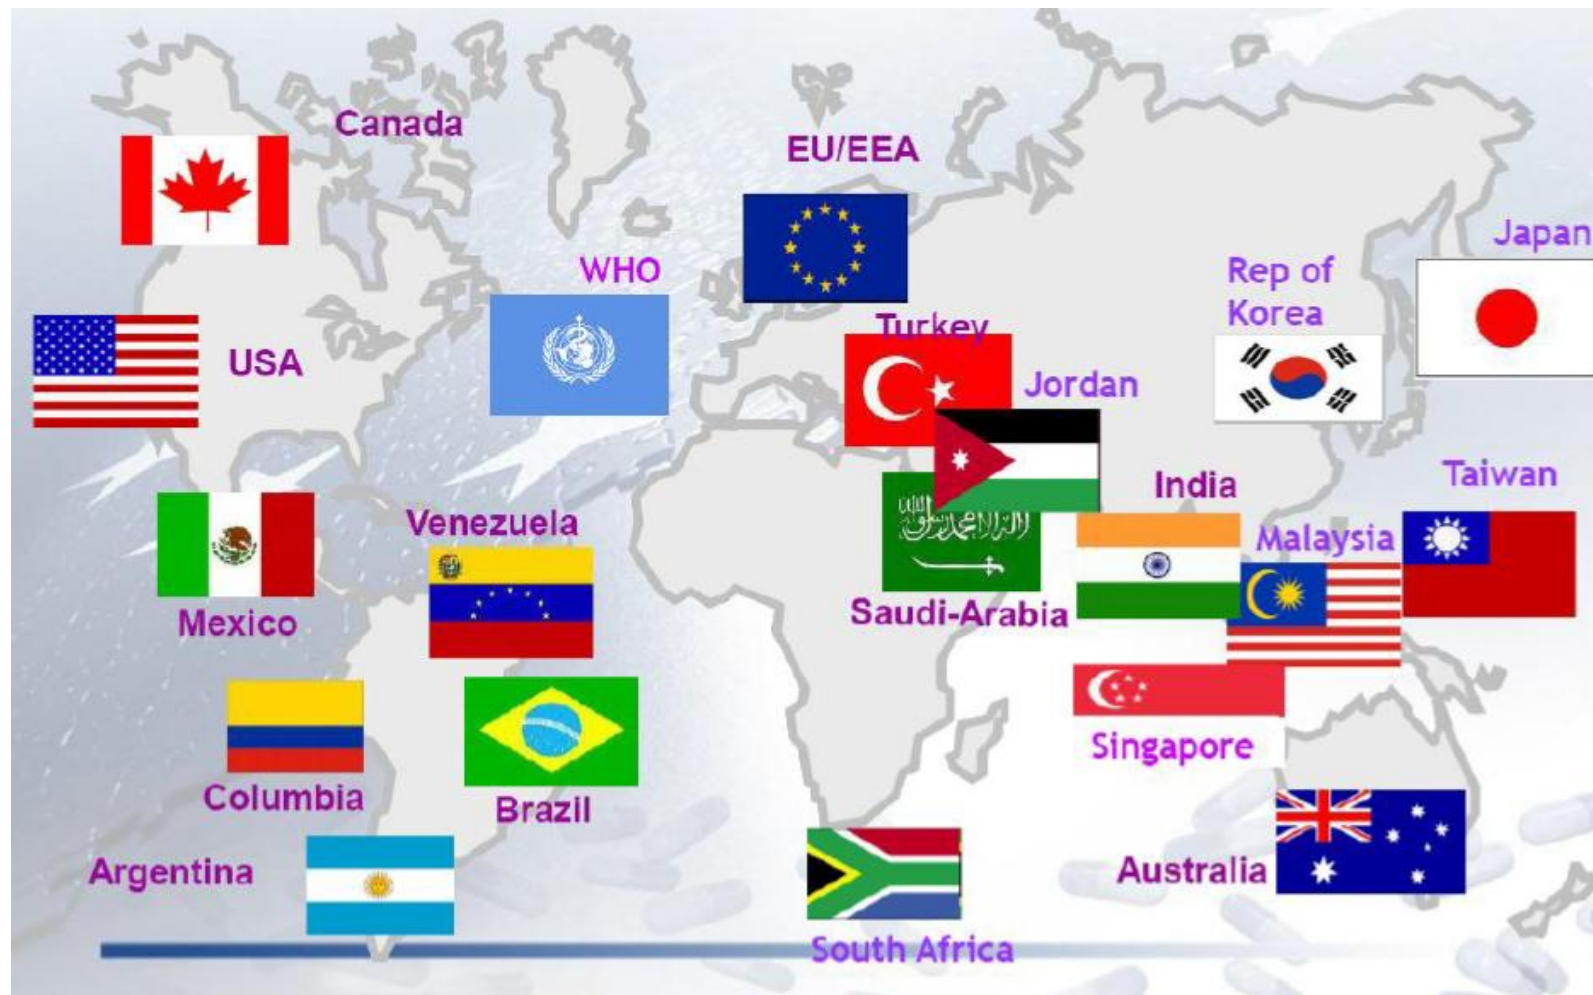 Canada
EU/EEA
Japan
WHO
Rep of
Korea
Turkey
USA
Jordan
Taiwan
India
Venezuela
Malaysia
Saudi-Arabia
Mexico
Singapore
Columbia
Brazil
Argentina
Australia
South Africa